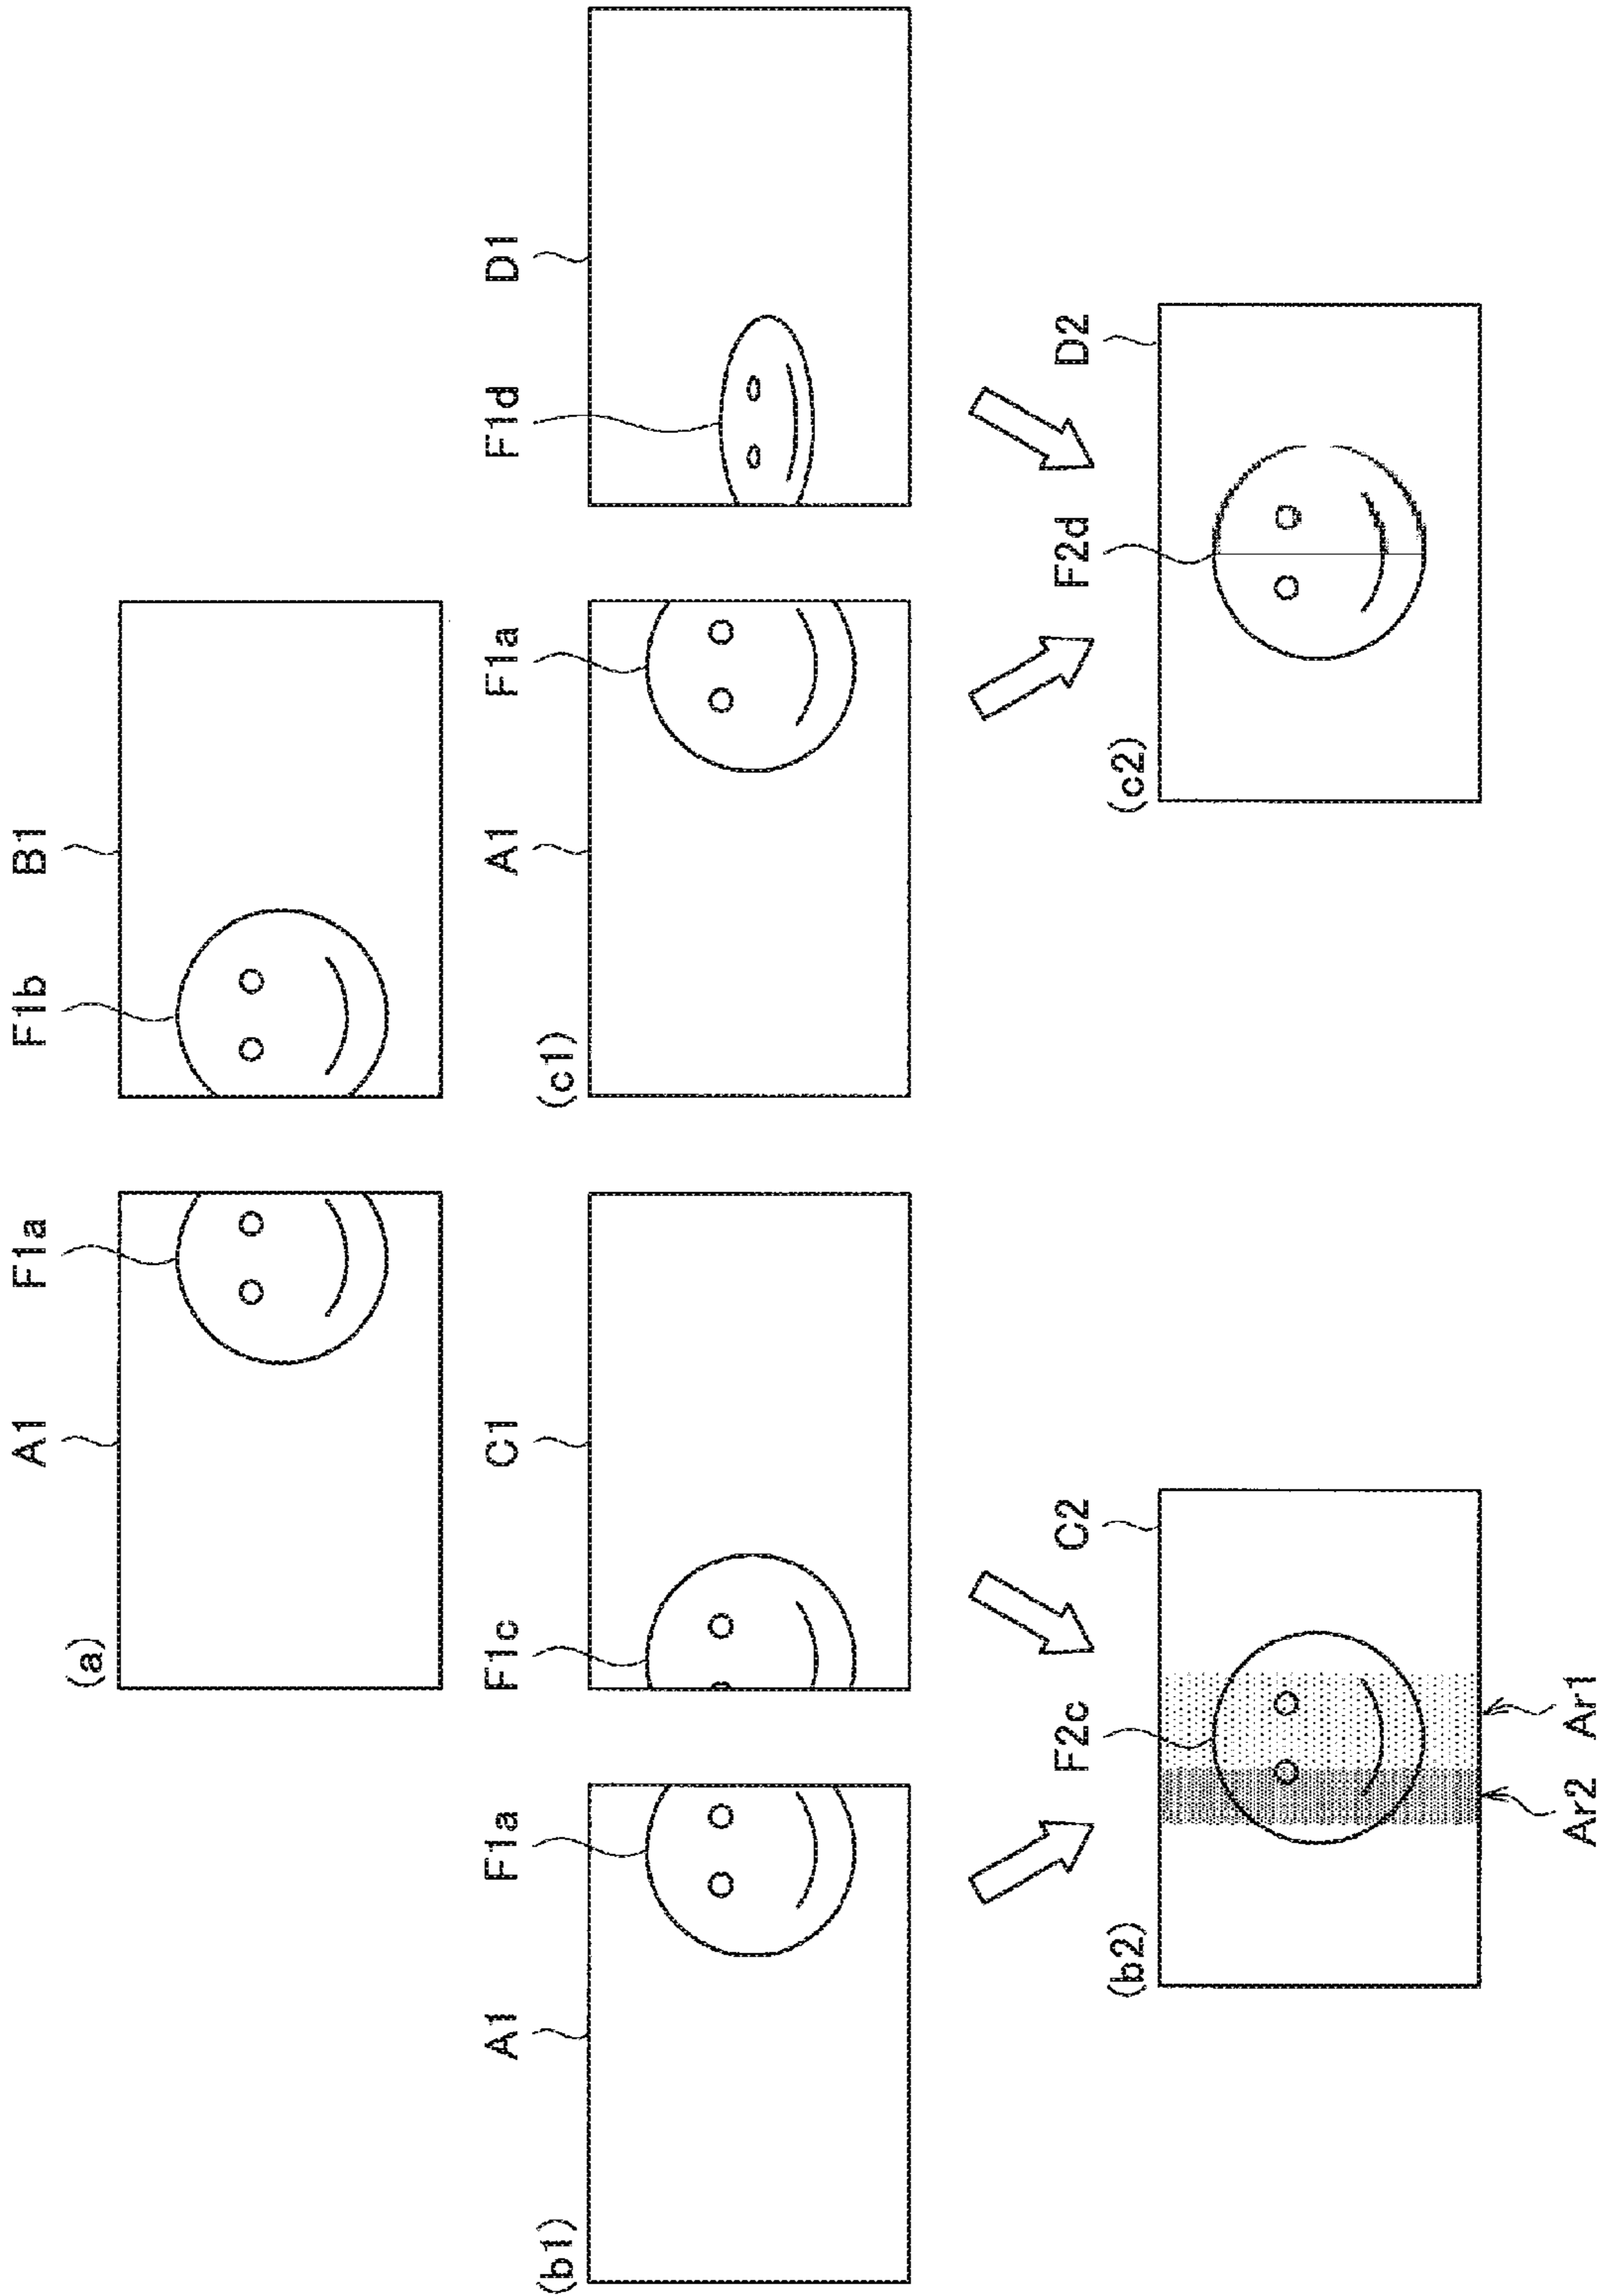 A1 F1a F1b B1
(a)
A1 F1a F1c C1 A1 F1a F1d D1
(b1) (c1)
F2c C2 F2d D2
(b2) (c2)
Ar2 Ar1